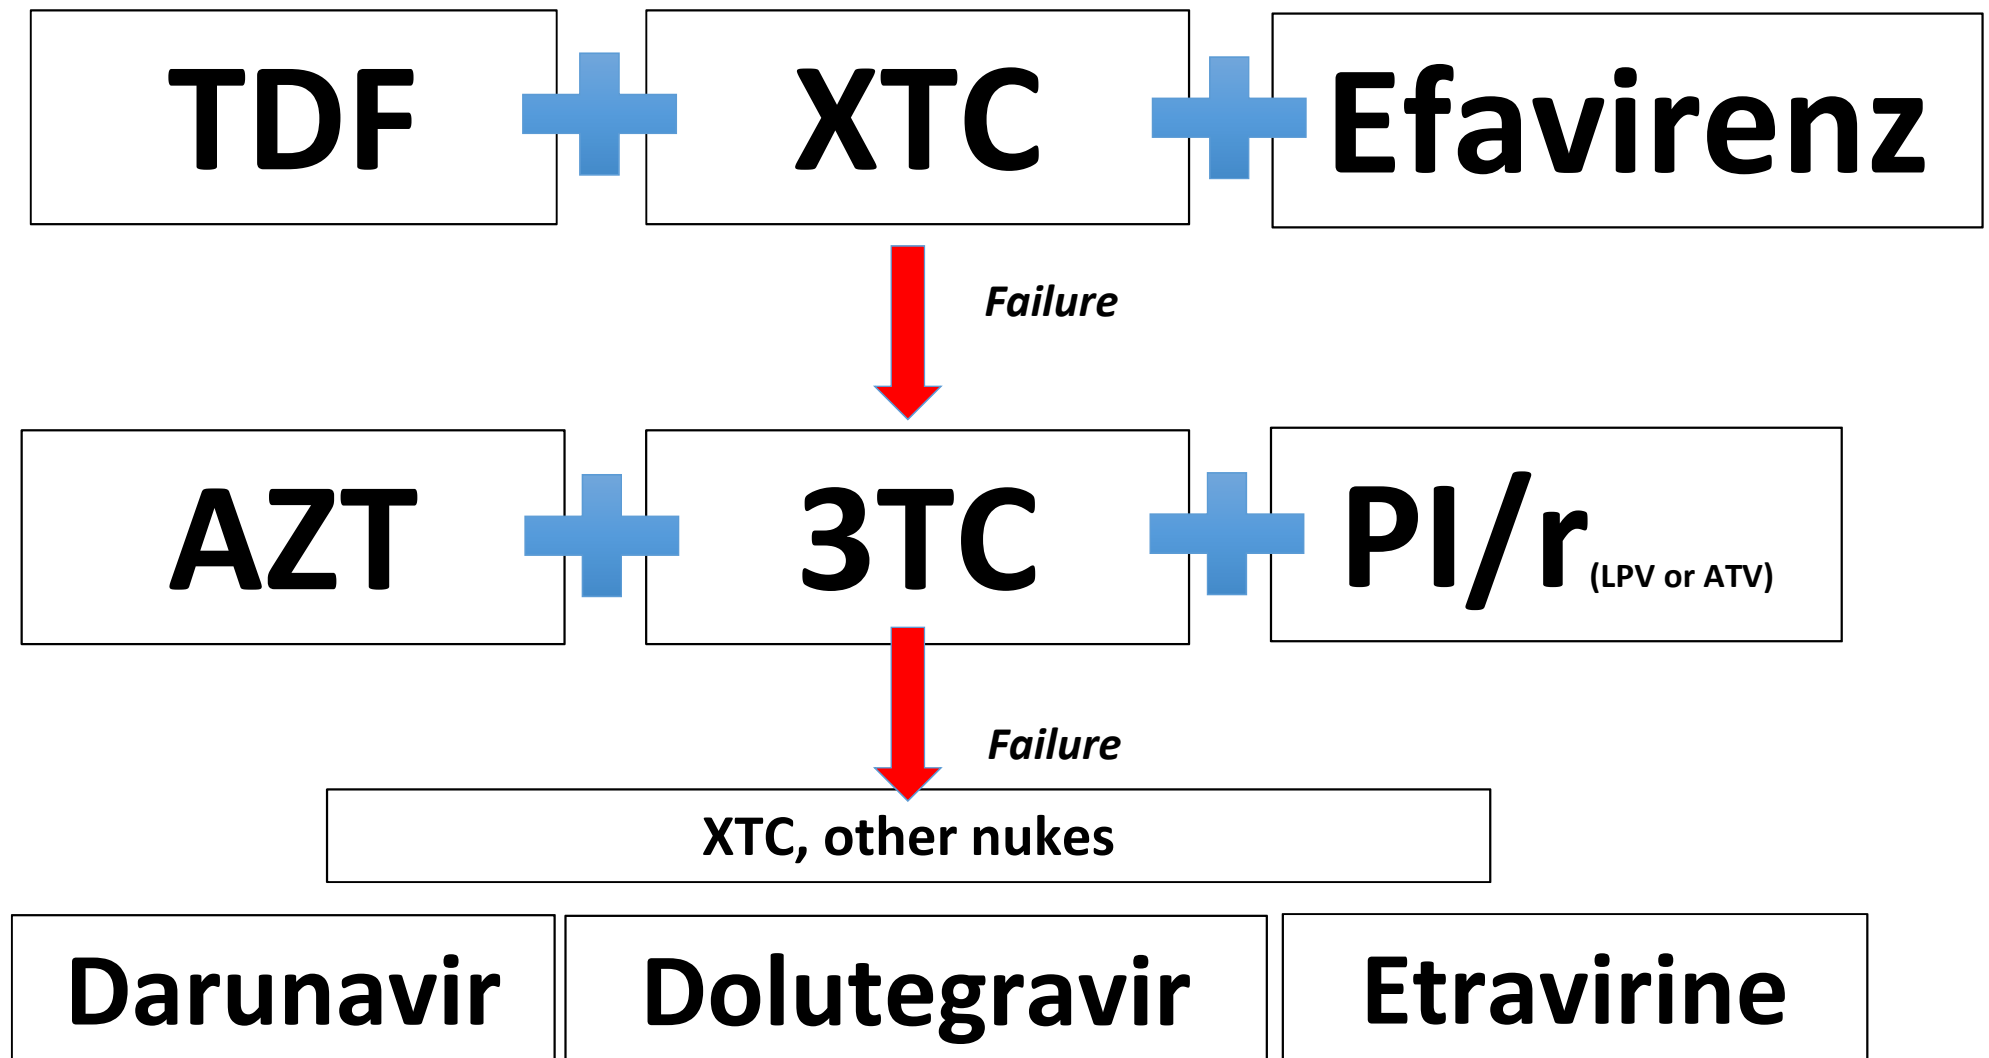 TDF XTC Efavirenz
Failure
AZT 3TC PI/r (LPV or ATV)
Failure
XTC, other nukes
Darunavir Dolutegravir Etravirine